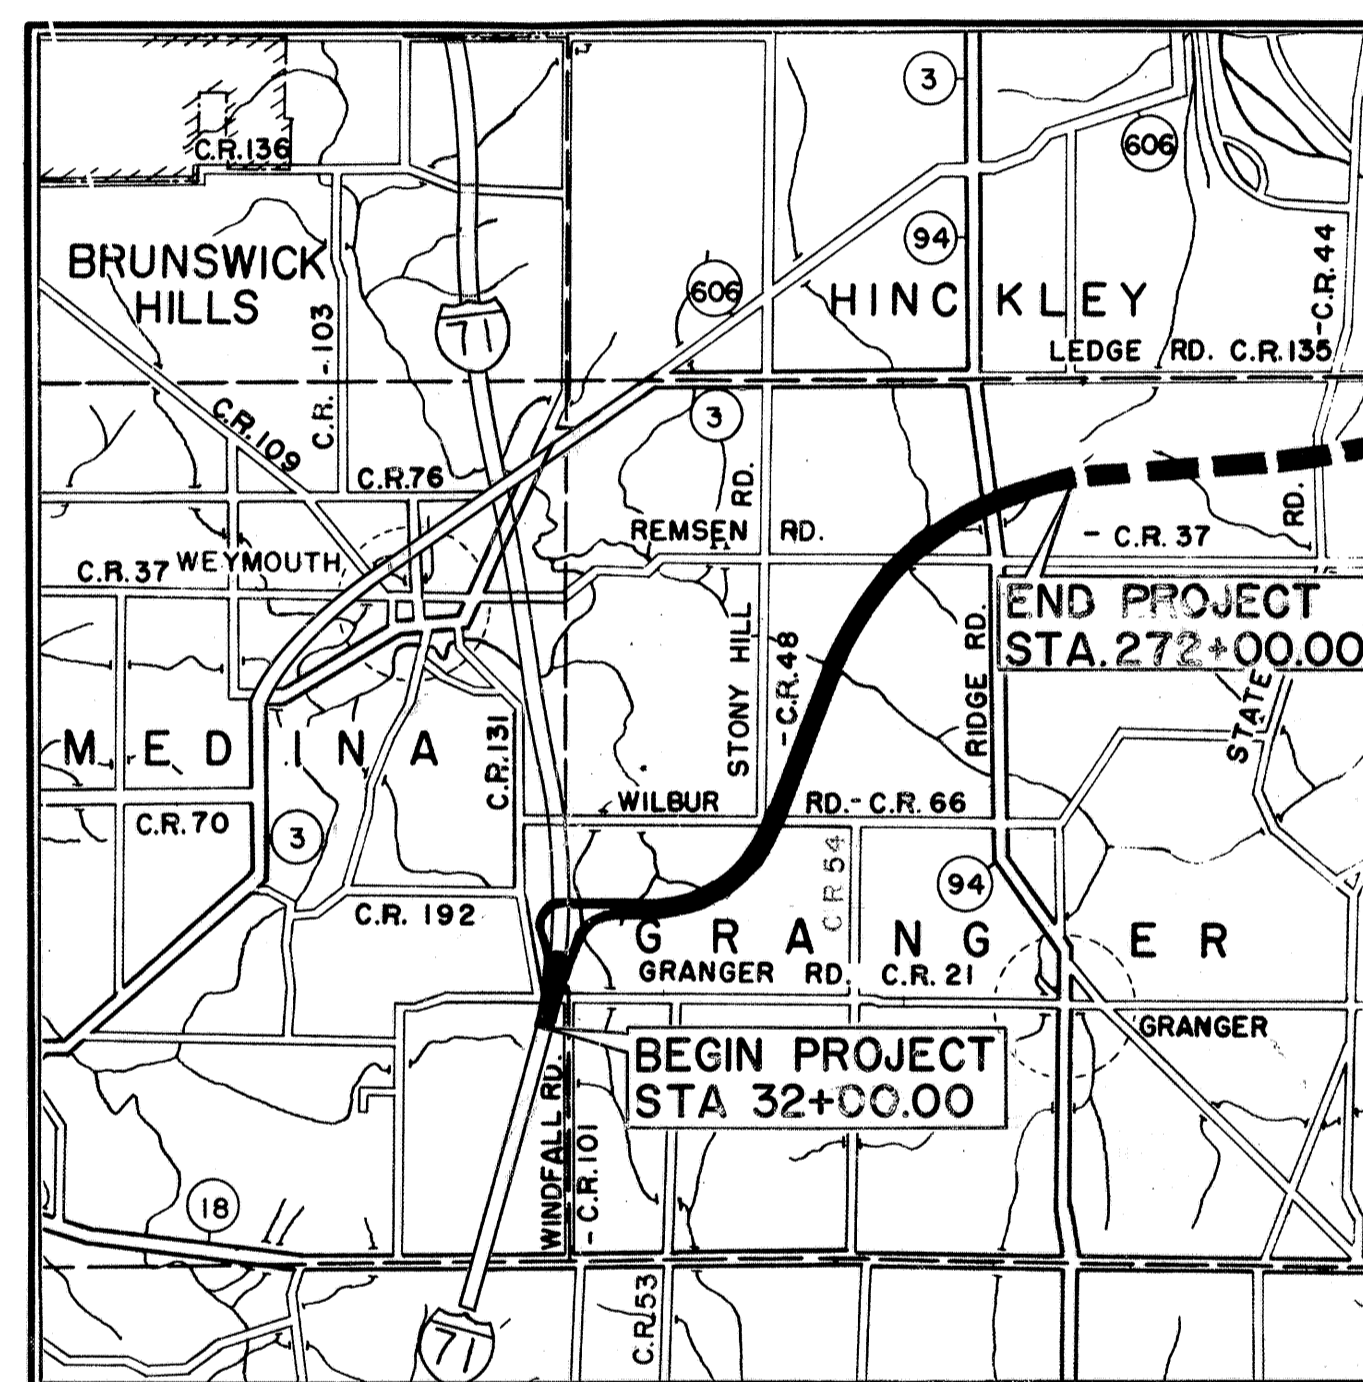 3
606
C.R.136
94
BRUNSWICK
HILLS
C.R. - 103
71
606
HINCKLEY
-C.R.44
LEDGE RD. C.R.135
C.R.109
3
C.R.76
REMSEN RD. - C.R. 37
RD.
C.R.37
WEYMOUTH
END PROJECT
STA.272+00.00
STONY HILL RD.
-C.R.48
RIDGE RD.
STATE RD.
MEDINA
C.R.131
C.R. 70
3
WILBUR RD.- C.R. 66
C R 54
94
C.R. 192
GRANGER
GRANGER RD. C.R. 21
GRANGER
BEGIN PROJECT
STA 32+00.00
WINDFALL RD.
- C.R.101
18
C.R.53
71